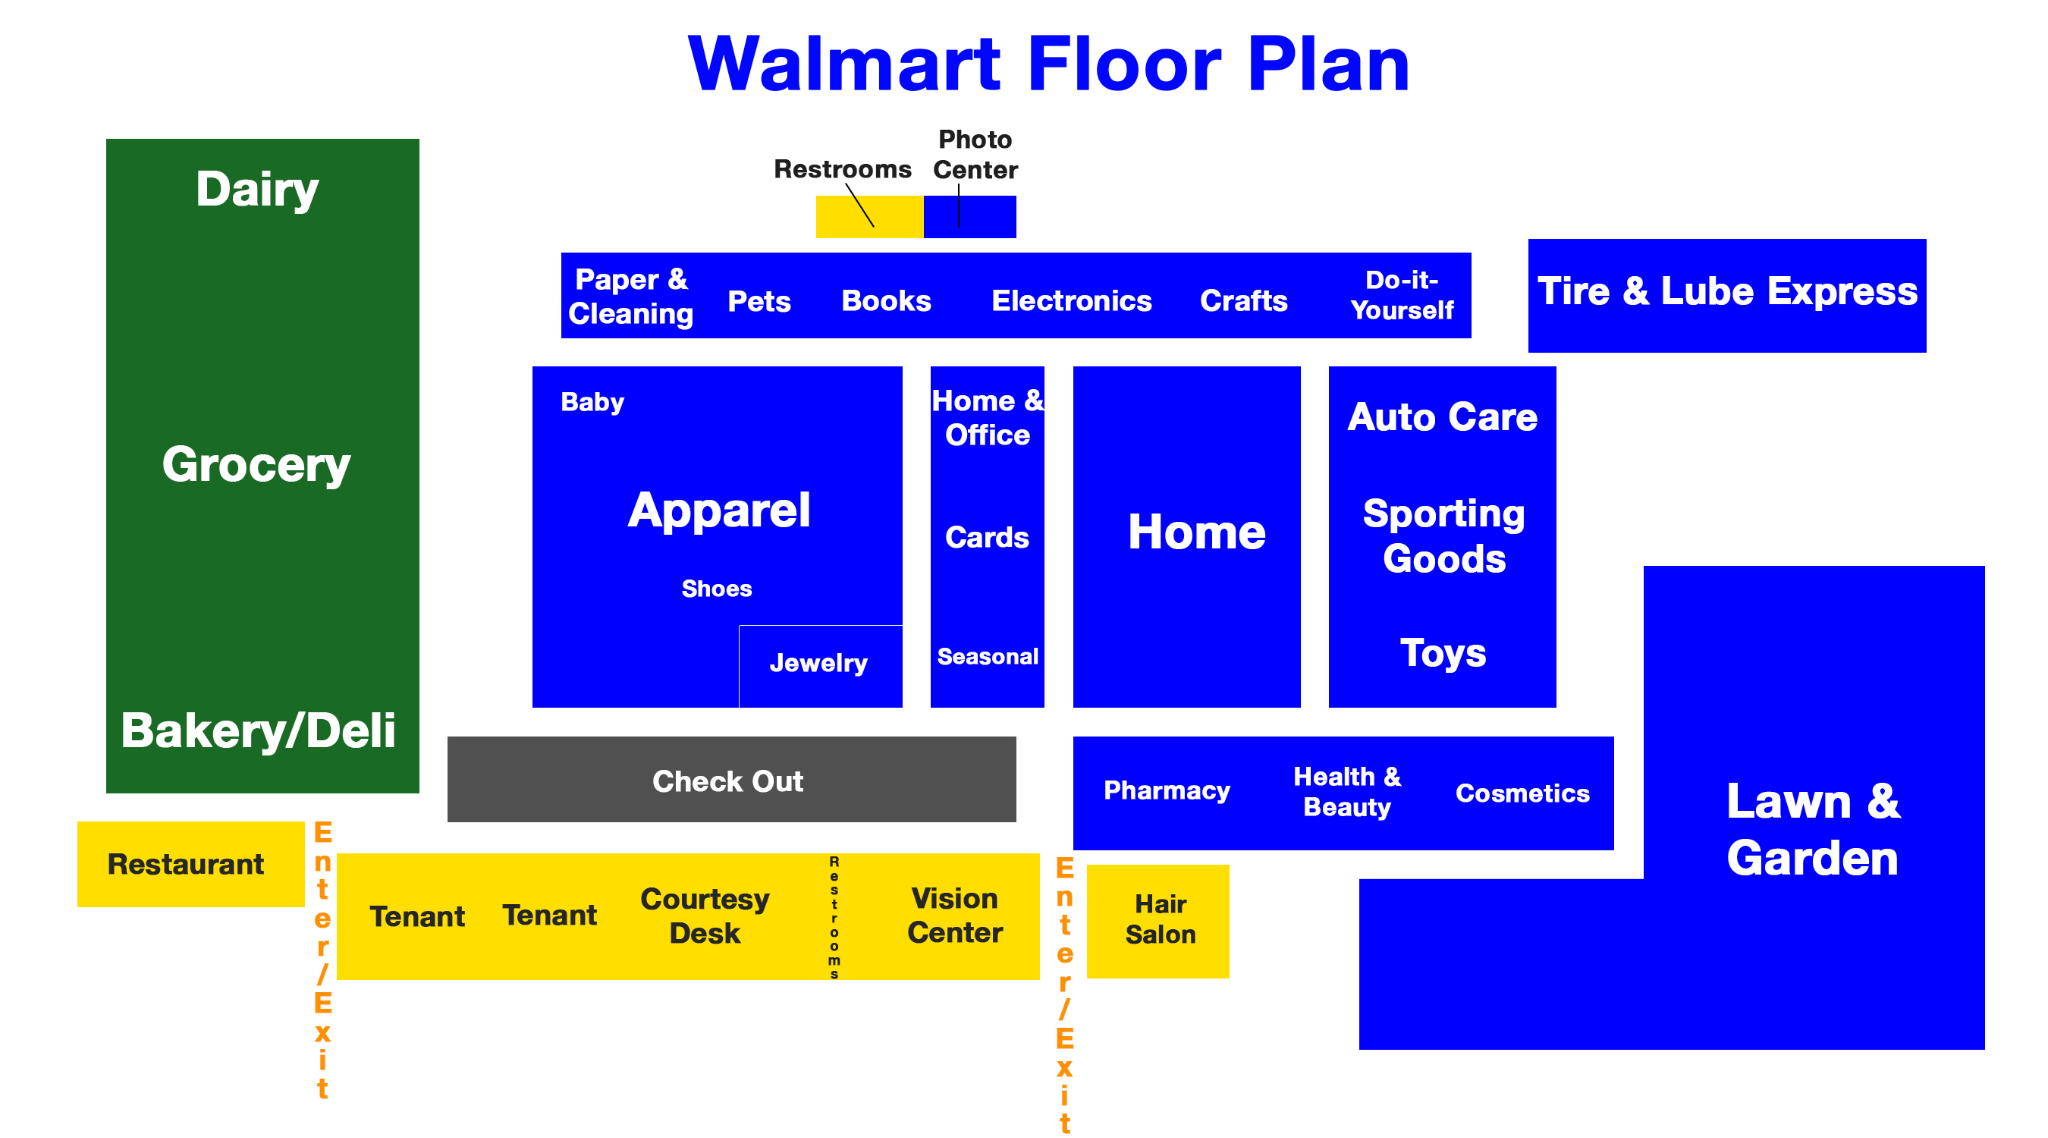 Walmart Floor Plan
Photo
Center
Restrooms
Dairy
Grocery
Bakery/Deli
Paper &
Cleaning
Pets
Books
Electronics
Crafts
Do-it-
Yourself
Tire & Lube Express
Baby
Apparel
Shoes
Jewelry
Home &
Office
Cards
Seasonal
Home
Auto Care
Sporting
Goods
Toys
Check Out
Pharmacy
Health &
Beauty
Cosmetics
Lawn &
Garden
Restaurant
Enter/Exit
Tenant
Tenant
Courtesy
Desk
Restrooms
Vision
Center
Enter/Exit
Hair
Salon